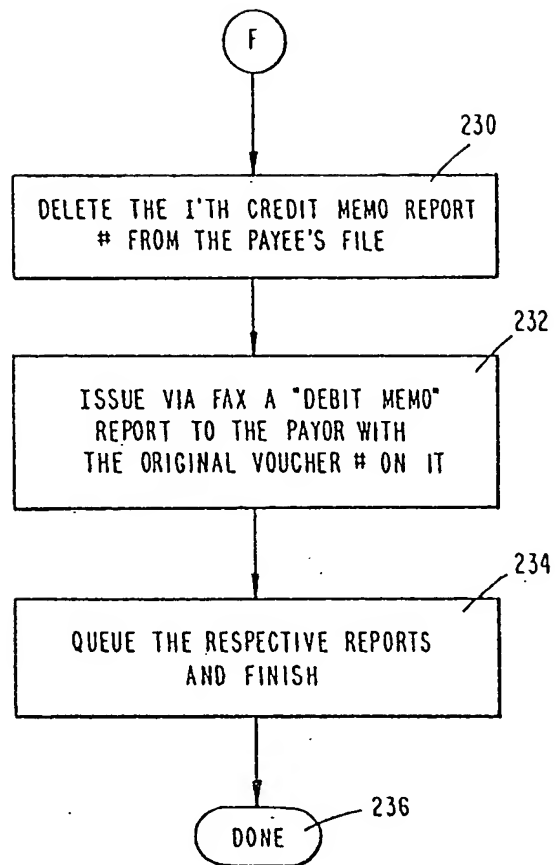 F
230
DELETE THE I'TH CREDIT MEMO REPORT
# FROM THE PAYEE'S FILE
232
ISSUE VIA FAX A "DEBIT MEMO"
REPORT TO THE PAYOR WITH
THE ORIGINAL VOUCHER # ON IT
234
QUEUE THE RESPECTIVE REPORTS
AND FINISH
236
DONE